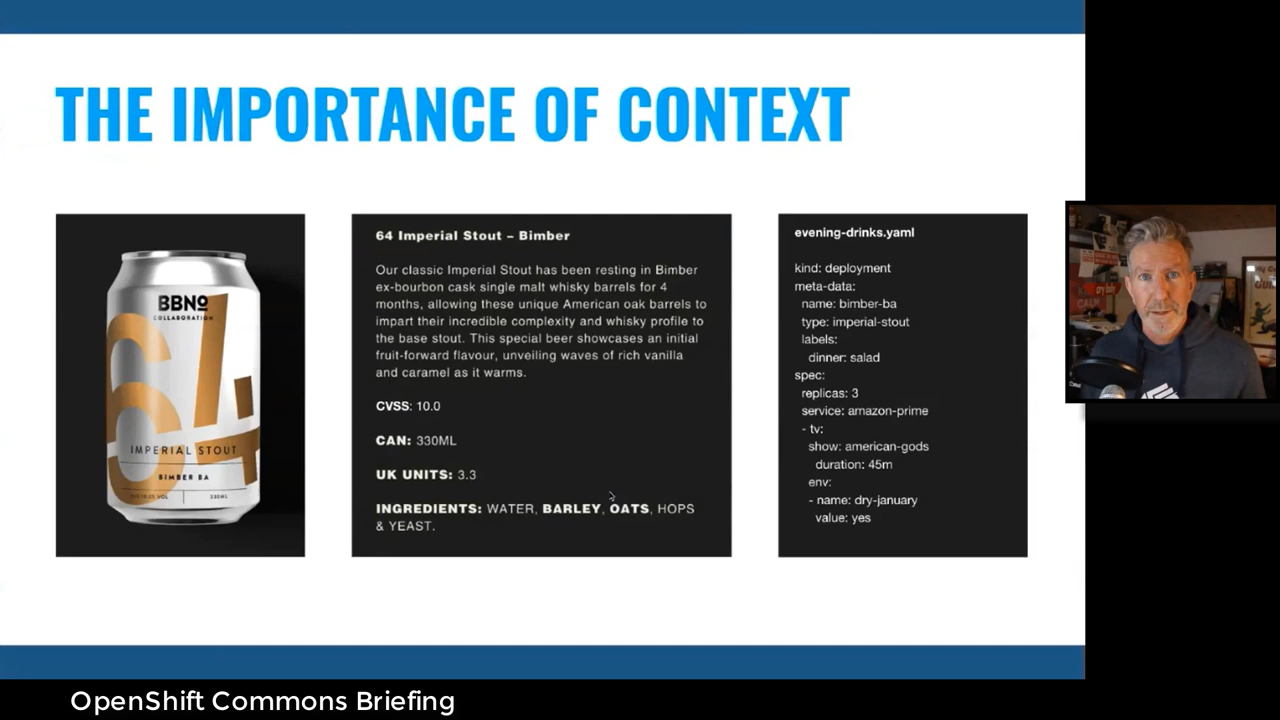 THE IMPORTANCE OF CONTEXT
BBNo
COLLABORATION
64
IMPERIAL STOUT
BIMBER BA
330ML
64 Imperial Stout – Bimber
Our classic Imperial Stout has been resting in Bimber
ex-bourbon cask single malt whisky barrels for 4
months, allowing these unique American oak barrels to
impart their incredible complexity and whisky profile to
the base stout. This special beer showcases an initial
fruit-forward flavour, unveiling waves of rich vanilla
and caramel as it warms.
CVSS: 10.0
CAN: 330ML
UK UNITS: 3.3
INGREDIENTS: WATER, BARLEY, OATS, HOPS
& YEAST.
evening-drinks.yaml
kind: deployment
meta-data:
name: bimber-ba
type: imperial-stout
labels:
dinner: salad
spec:
replicas: 3
service: amazon-prime
- tv:
show: american-gods
duration: 45m
env:
- name: dry-january
value: yes
OpenShift Commons Briefing